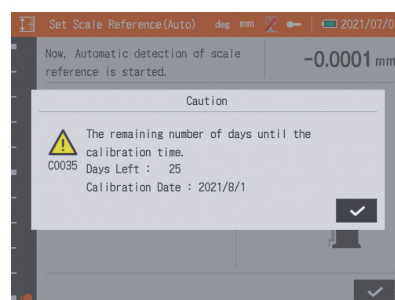 Set Scale Reference(Auto) deg mm 2021/07/0
Now, Automatic detection of scale
reference is started.
-0.0001 mm
Caution
The remaining number of days until the
calibration time.
C0035
Days Left : 25
Calibration Date : 2021/8/1